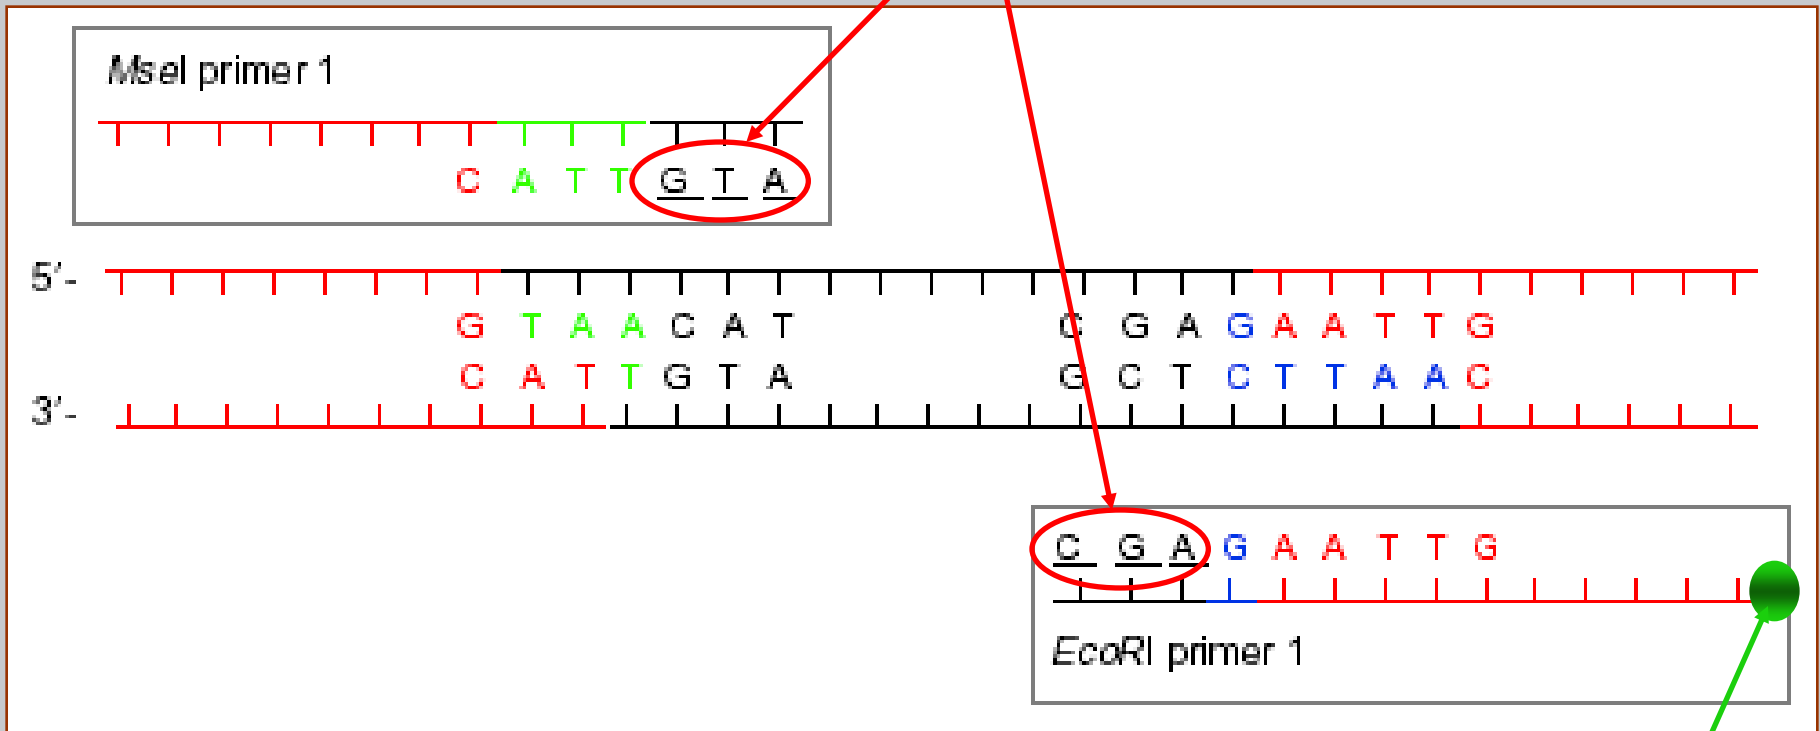 MseI primer 1
C A T T G T A
5'-
G T A A C A T C G A G A A T T G
C A T T G T A G C T C T T A A C
3'-
C G A G A A T T G
EcoRI primer 1